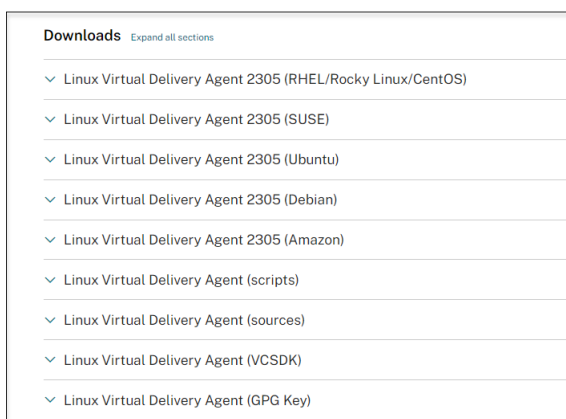 Downloads Expand all sections
Linux Virtual Delivery Agent 2305 (RHEL/Rocky Linux/CentOS)
Linux Virtual Delivery Agent 2305 (SUSE)
Linux Virtual Delivery Agent 2305 (Ubuntu)
Linux Virtual Delivery Agent 2305 (Debian)
Linux Virtual Delivery Agent 2305 (Amazon)
Linux Virtual Delivery Agent (scripts)
Linux Virtual Delivery Agent (sources)
Linux Virtual Delivery Agent (VCSDK)
Linux Virtual Delivery Agent (GPG Key)